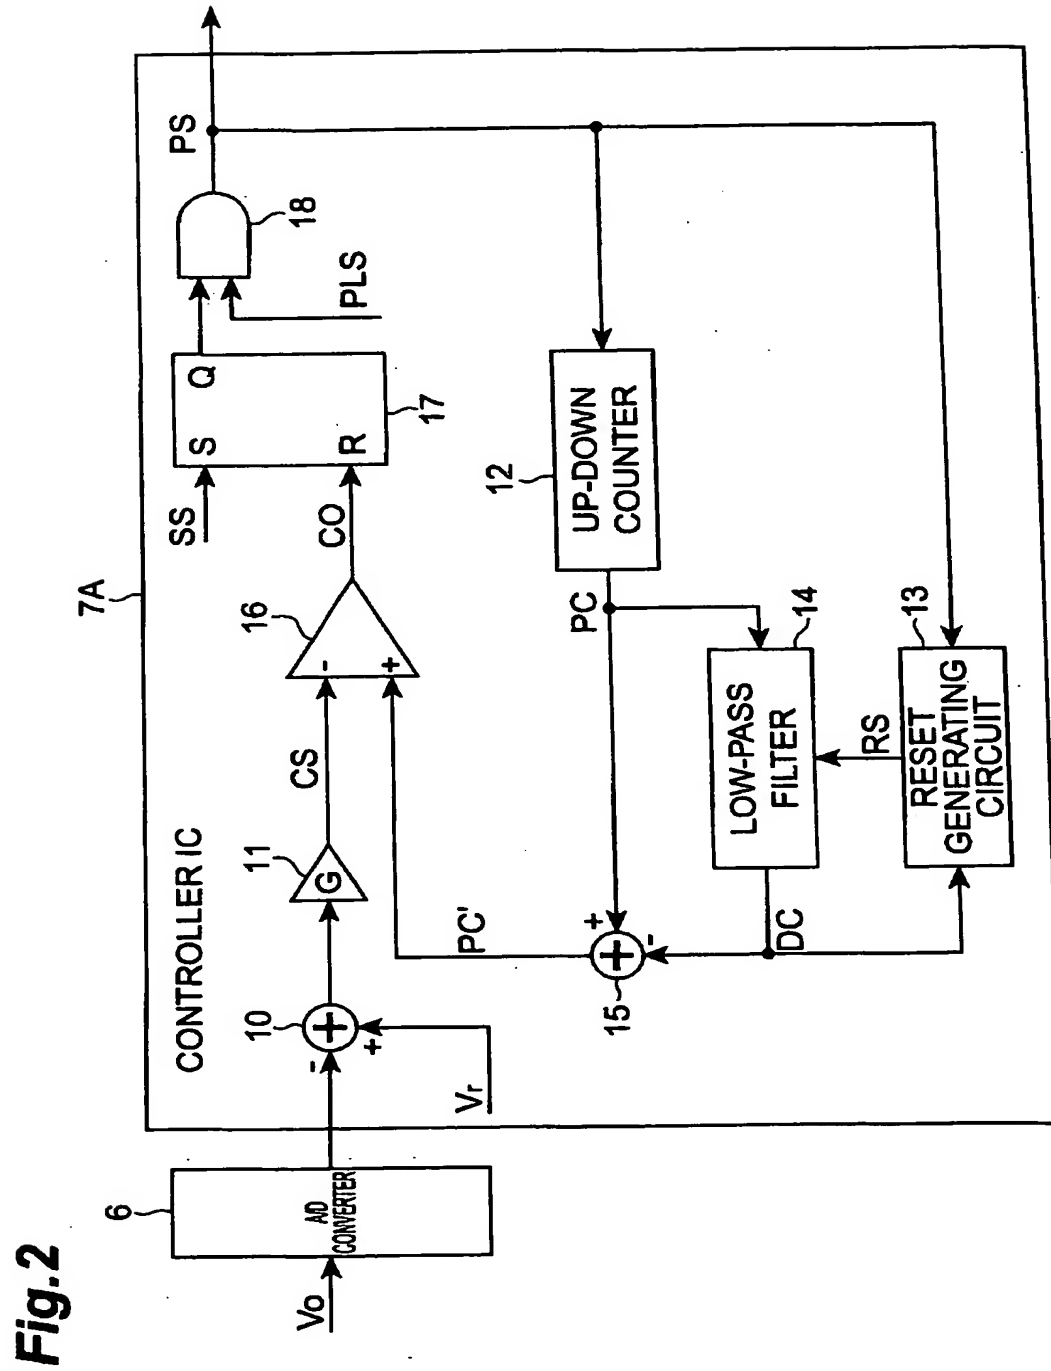 Fig.2
Vo
6
A/D
CONVERTER
7A
CONTROLLER IC
Vr
-
+
10
+
11
G
CS
16
-
+
CO
SS
S
Q
R
17
PLS
18
PS
PC'
15
+
+
-
DC
PC
12
UP-DOWN
COUNTER
14
LOW-PASS
FILTER
RS
13
RESET
GENERATING
CIRCUIT